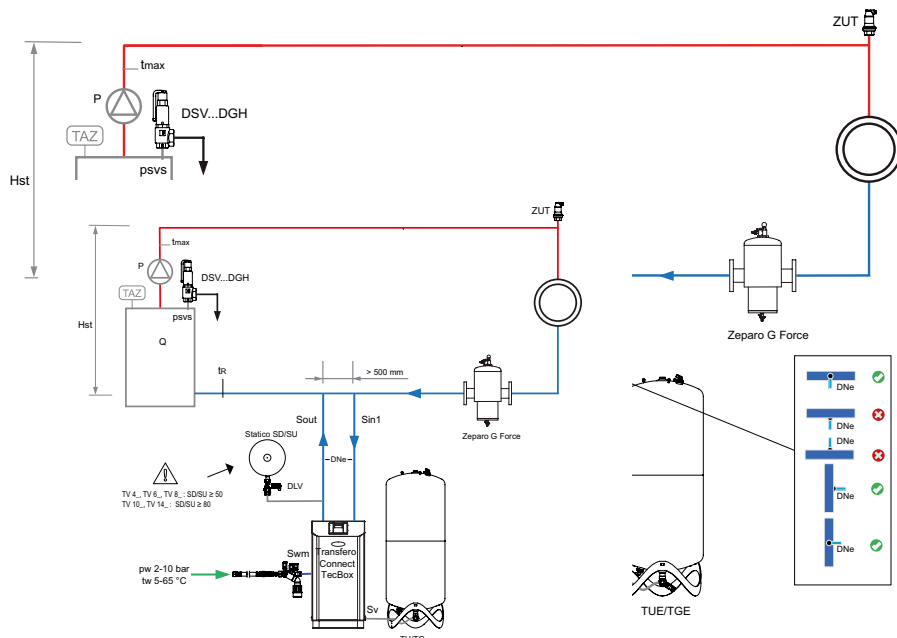 ZUT
tmax
P
DSV...DGH
TAZ
psvs
Hst
ZUT
tmax
P
DSV...DGH
TAZ
psvs
Hst
Q
Zeparo G Force
tR
> 500 mm
Sout
Sin1
Zeparo G Force
Statico SD/SU
DNe
DLV
TV 4_, TV 6_, TV 8_ : SD/SU ≥ 50
TV 10_, TV 14_ : SD/SU ≥ 80
Swm
Transfero
Connect
TecBox
pw 2-10 bar
tw 5-65 °C
Sv
TUE/TGE
DNe
DNe
DNe
DNe
DNe